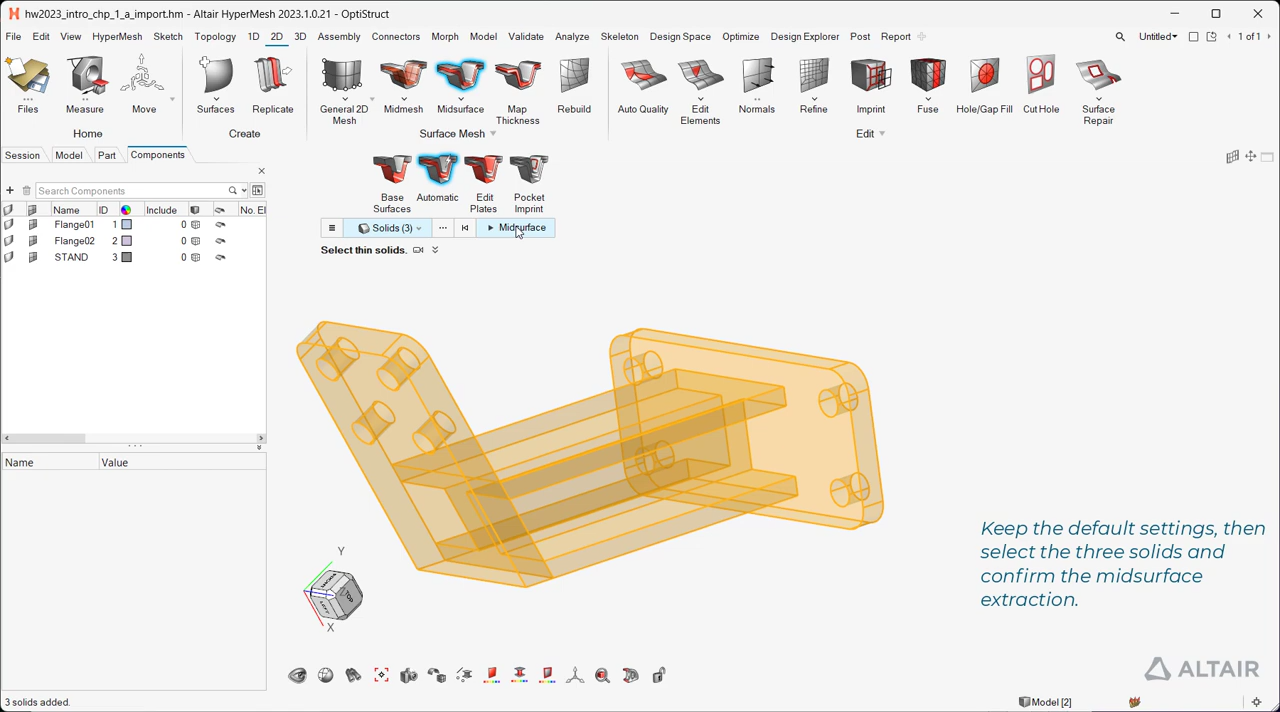 hw2023_intro_chp_1_a_import.hm - Altair HyperMesh 2023.1.0.21 - OptiStruct
File Edit View HyperMesh Sketch Topology 1D 2D 3D Assembly Connectors Morph Model Validate Analyze Skeleton Design Space Optimize Design Explorer Post Report Untitled 1 of 1
Files Measure Move Surfaces Replicate General 2D Mesh Midmesh Midsurface Map Thickness Rebuild Auto Quality Edit Elements Normals Refine Imprint Fuse Hole/Gap Fill Cut Hole Surface Repair
Home Create Surface Mesh Edit
Session Model Part Components
Search Components
Base Surfaces Automatic Edit Plates Pocket Imprint
Name ID Include No. El
Flange01 1 0
Flange02 2 0
STAND 3 0
Solids (3) Midsurface
Select thin solids.
Name Value
Keep the default settings, then
select the three solids and
confirm the midsurface
extraction.
Y
TOP
LEFT
X
ALTAIR
3 solids added.
Model [2]